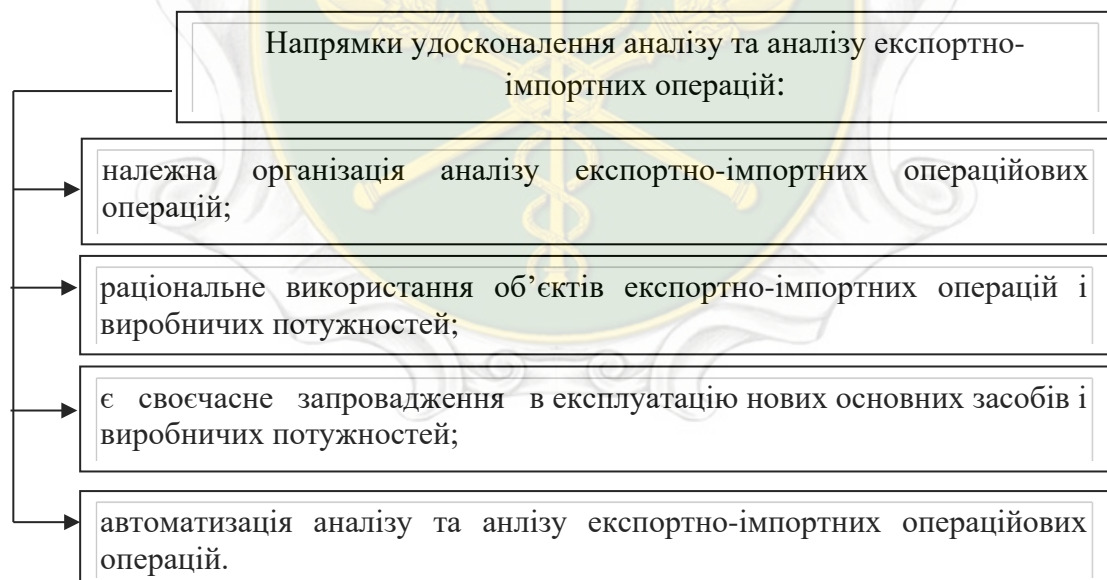 Напрямки удосконалення аналізу та аналізу експортно-
імпортних операцій:
належна організація аналізу експортно-імпортних операційових
операцій;
раціональне використання об’єктів експортно-імпортних операцій і
виробничих потужностей;
є своєчасне запровадження в експлуатацію нових основних засобів і
виробничих потужностей;
автоматизація аналізу та анлізу експортно-імпортних операційових
операцій.